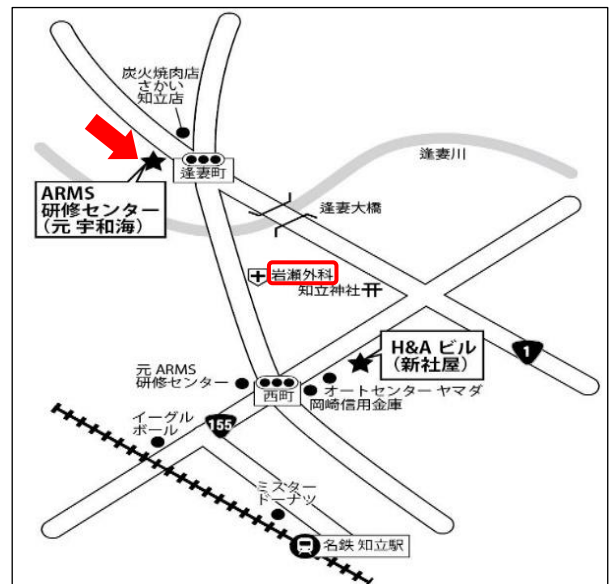 炭火焼肉店
さかい
知立店
逢妻町
逢妻川
ARMS
研修センター
(元 宇和海)
逢妻大橋
岩瀬外科
知立神社
H&A ビル
(新社屋)
1
元 ARMS
研修センター
西町
オートセンター ヤマダ
岡崎信用金庫
イーグル
ボール
155
ミスター
ドーナツ
名鉄 知立駅